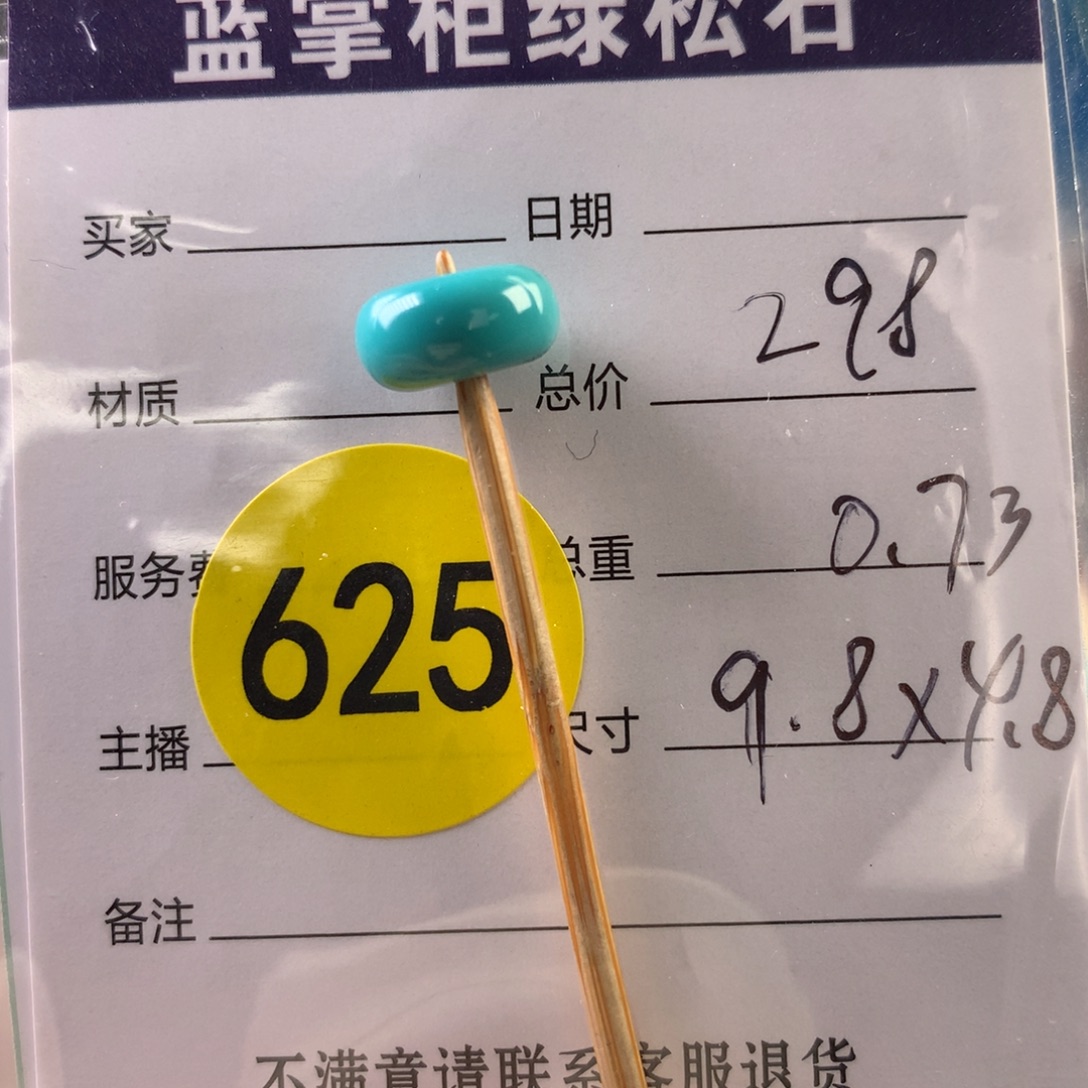 蓝掌柜绿松石
买家 日期
材质 总价 298
服务费 总重 0.73
625
主播 尺寸 9.8x4.8
备注
不满意请联系客服退货